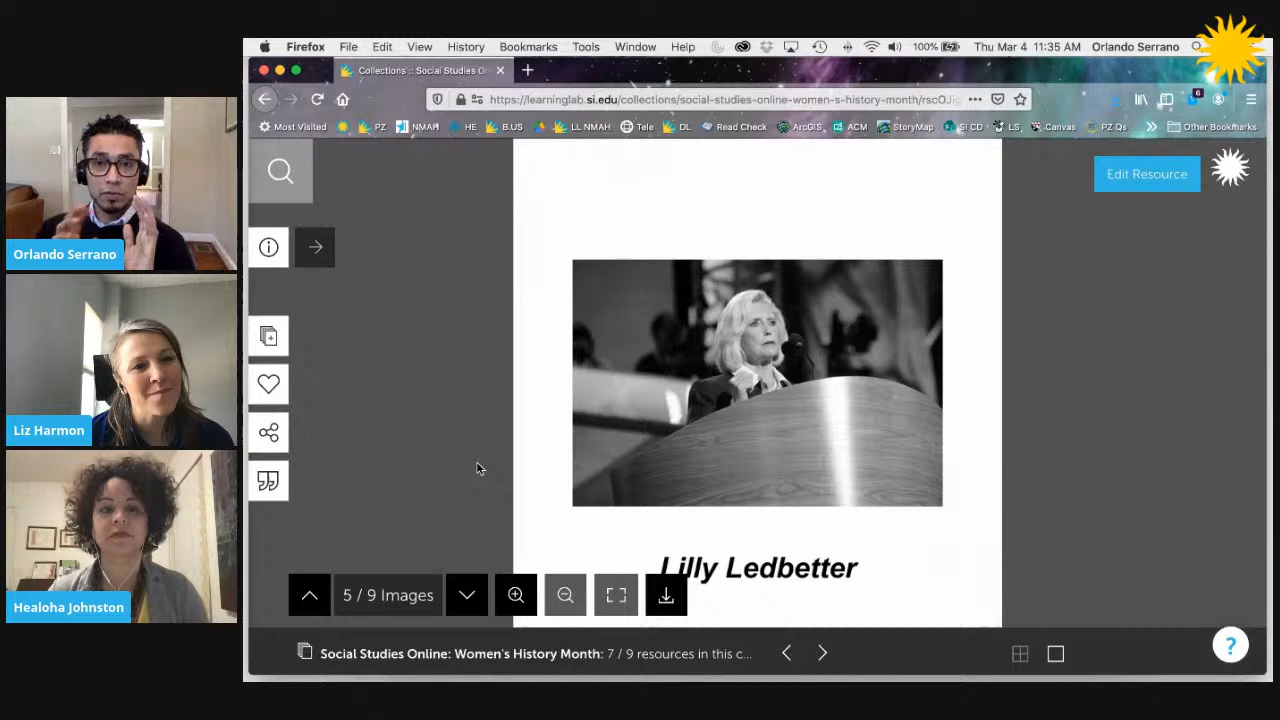 Firefox File Edit View History Bookmarks Tools Window Help 100% Thu Mar 4 11:35 AM Orlando Serrano
Collections :: Social Studies On
https://learninglab.si.edu/collections/social-studies-online-women-s-history-month/
6
Most Visited PZ NMAH HE B.US LL NMAH Tele DL Read Check ArcGIS ACM StoryMap SI CD LS Canvas PZ Qs Other Bookmarks
Edit Resource
Orlando Serrano
Liz Harmon
Healoha Johnston
Lilly Ledbetter
5 / 9 Images
Social Studies Online: Women's History Month: 7 / 9 resources in this c...
?